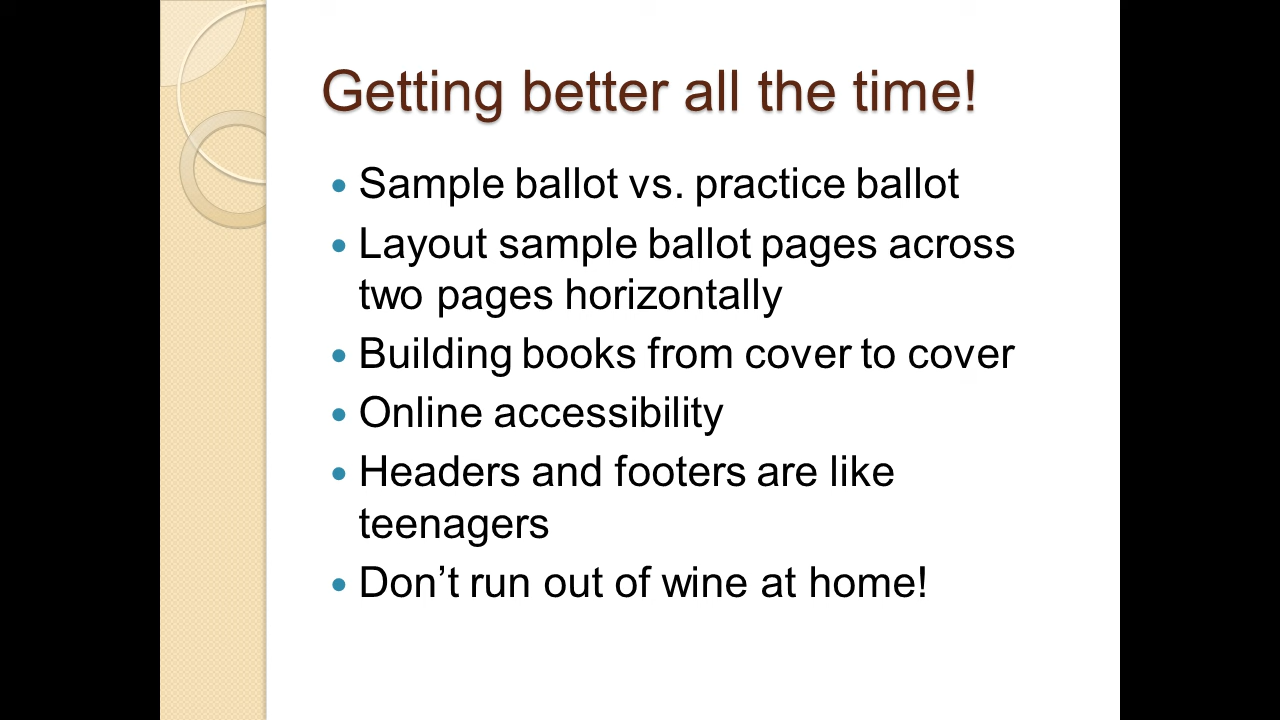 Getting better all the time!
• Sample ballot vs. practice ballot
• Layout sample ballot pages across
two pages horizontally
• Building books from cover to cover
• Online accessibility
• Headers and footers are like
teenagers
• Don’t run out of wine at home!